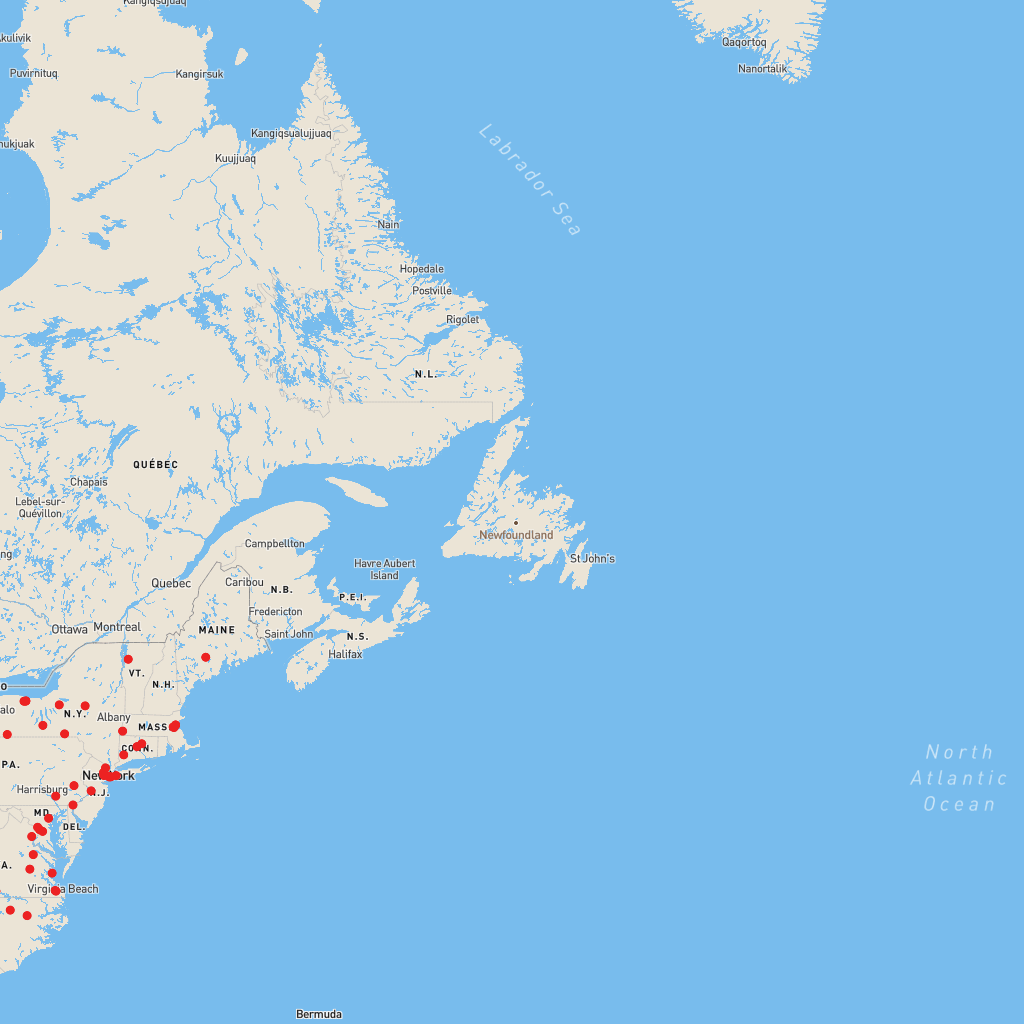 Kangiqsujuaq
Akulivik
Qaqortoq
Nanortalik
Puvirnituq
Kangirsuk
Labrador Sea
Kangiqsualujjuaq
Kuujjuaq
Nain
Hopedale
Postville
Rigolet
N.L.
QUÉBEC
Chapais
Lebel-sur-
Quévillon
Newfoundland
Campbellton
St John's
Havre Aubert
Island
Quebec
Caribou
N.B.
P.E.I.
Fredericton
Ottawa
Montreal
MAINE
Saint John
N.S.
Halifax
VT.
N.H.
N.Y.
Albany
MASS.
CONN.
PA.
New York
Harrisburg
N.J.
MD.
DEL.
Virginia Beach
North
Atlantic
Ocean
Bermuda